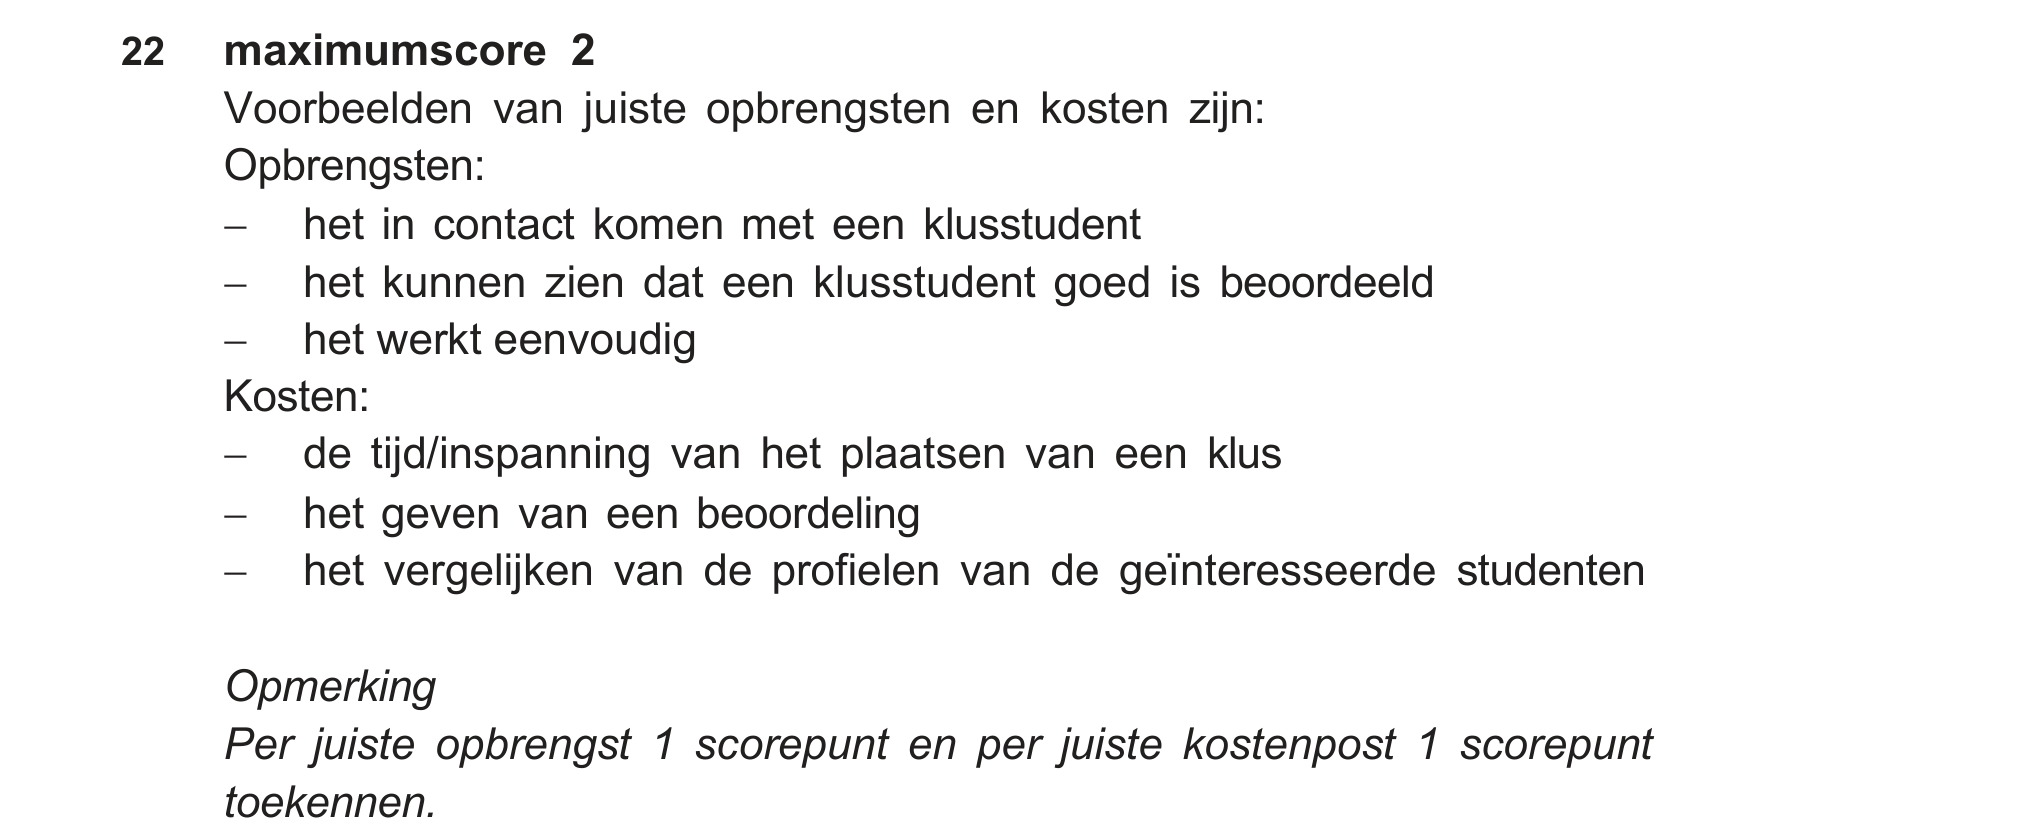 22 maximumscore 2
Voorbeelden van juiste opbrengsten en kosten zijn:
Opbrengsten:
– het in contact komen met een klusstudent
– het kunnen zien dat een klusstudent goed is beoordeeld
– het werkt eenvoudig
Kosten:
– de tijd/inspanning van het plaatsen van een klus
– het geven van een beoordeling
– het vergelijken van de profielen van de geïnteresseerde studenten
Opmerking
Per juiste opbrengst 1 scorepunt en per juiste kostenpost 1 scorepunt
toekennen.